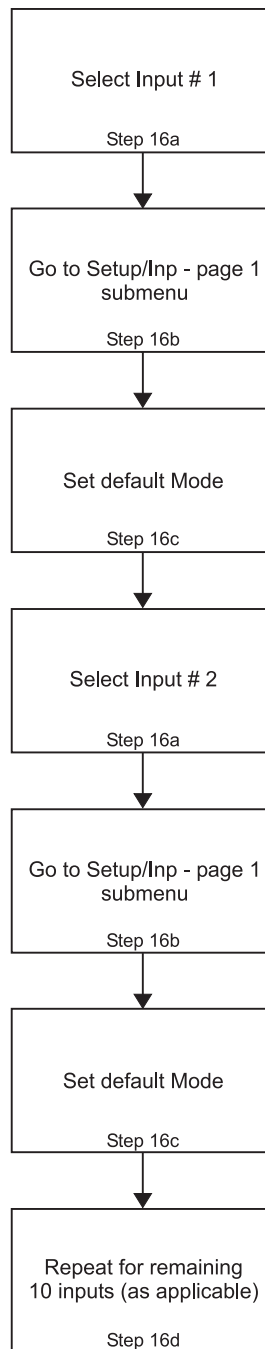 Select Input # 1
Step 16a
Go to Setup/Inp - page 1
submenu
Step 16b
Set default Mode
Step 16c
Select Input # 2
Step 16a
Go to Setup/Inp - page 1
submenu
Step 16b
Set default Mode
Step 16c
Repeat for remaining
10 inputs (as applicable)
Step 16d